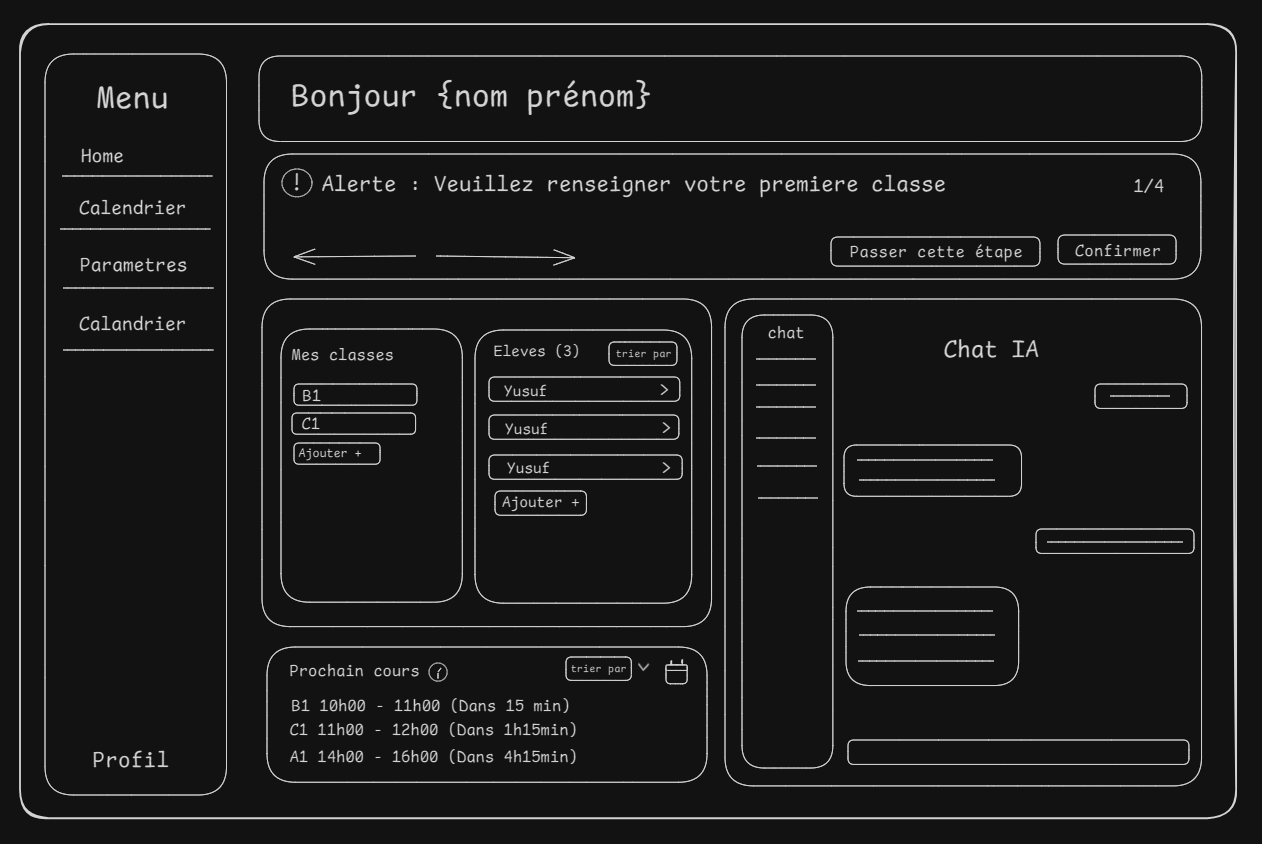 Menu
Home
Calendrier
Parametres
Calandrier
Profil
Bonjour {nom prénom}
! Alerte : Veuillez renseigner votre premiere classe
1/4
Passer cette étape
Confirmer
Mes classes
B1
C1
Ajouter +
Eleves (3)
trier par
Yusuf >
Yusuf >
Yusuf >
Ajouter +
Prochain cours i
trier par
B1 10h00 - 11h00 (Dans 15 min)
C1 11h00 - 12h00 (Dans 1h15min)
A1 14h00 - 16h00 (Dans 4h15min)
chat
Chat IA